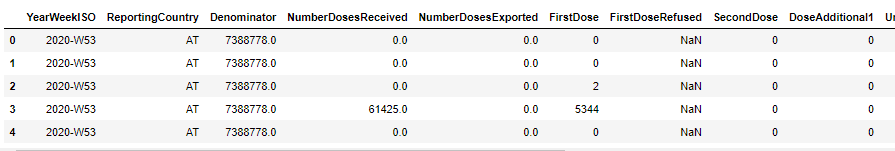 YearWeekISO ReportingCountry Denominator NumberDosesReceived NumberDosesExported FirstDose FirstDoseRefused SecondDose DoseAdditional1
0 2020-W53 AT 7388778.0 0.0 0.0 0 NaN 0 0
1 2020-W53 AT 7388778.0 0.0 0.0 0 NaN 0 0
2 2020-W53 AT 7388778.0 0.0 0.0 2 NaN 0 0
3 2020-W53 AT 7388778.0 61425.0 0.0 5344 NaN 0 0
4 2020-W53 AT 7388778.0 0.0 0.0 0 NaN 0 0